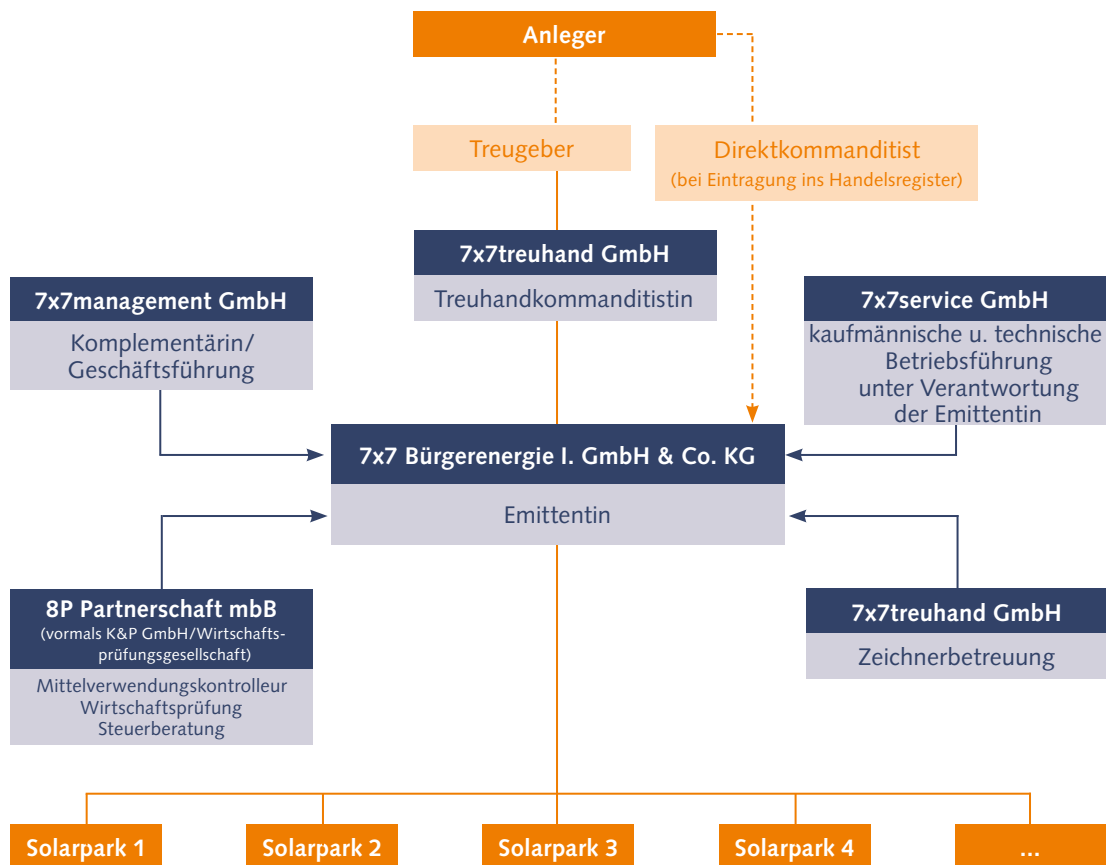 Anleger
Treugeber
Direktkommanditist
(bei Eintragung ins Handelsregister)
7x7treuhand GmbH
Treuhandkommanditistin
7x7management GmbH
Komplementärin/
Geschäftsführung
7x7service GmbH
kaufmännische u. technische
Betriebsführung
unter Verantwortung
der Emittentin
7x7 Bürgerenergie I. GmbH & Co. KG
Emittentin
8P Partnerschaft mbB
(vormals K&P GmbH/Wirtschafts-
prüfungsgesellschaft)
Mittelverwendungskontrolleur
Wirtschaftsprüfung
Steuerberatung
7x7treuhand GmbH
Zeichnerbetreuung
Solarpark 1
Solarpark 2
Solarpark 3
Solarpark 4
...